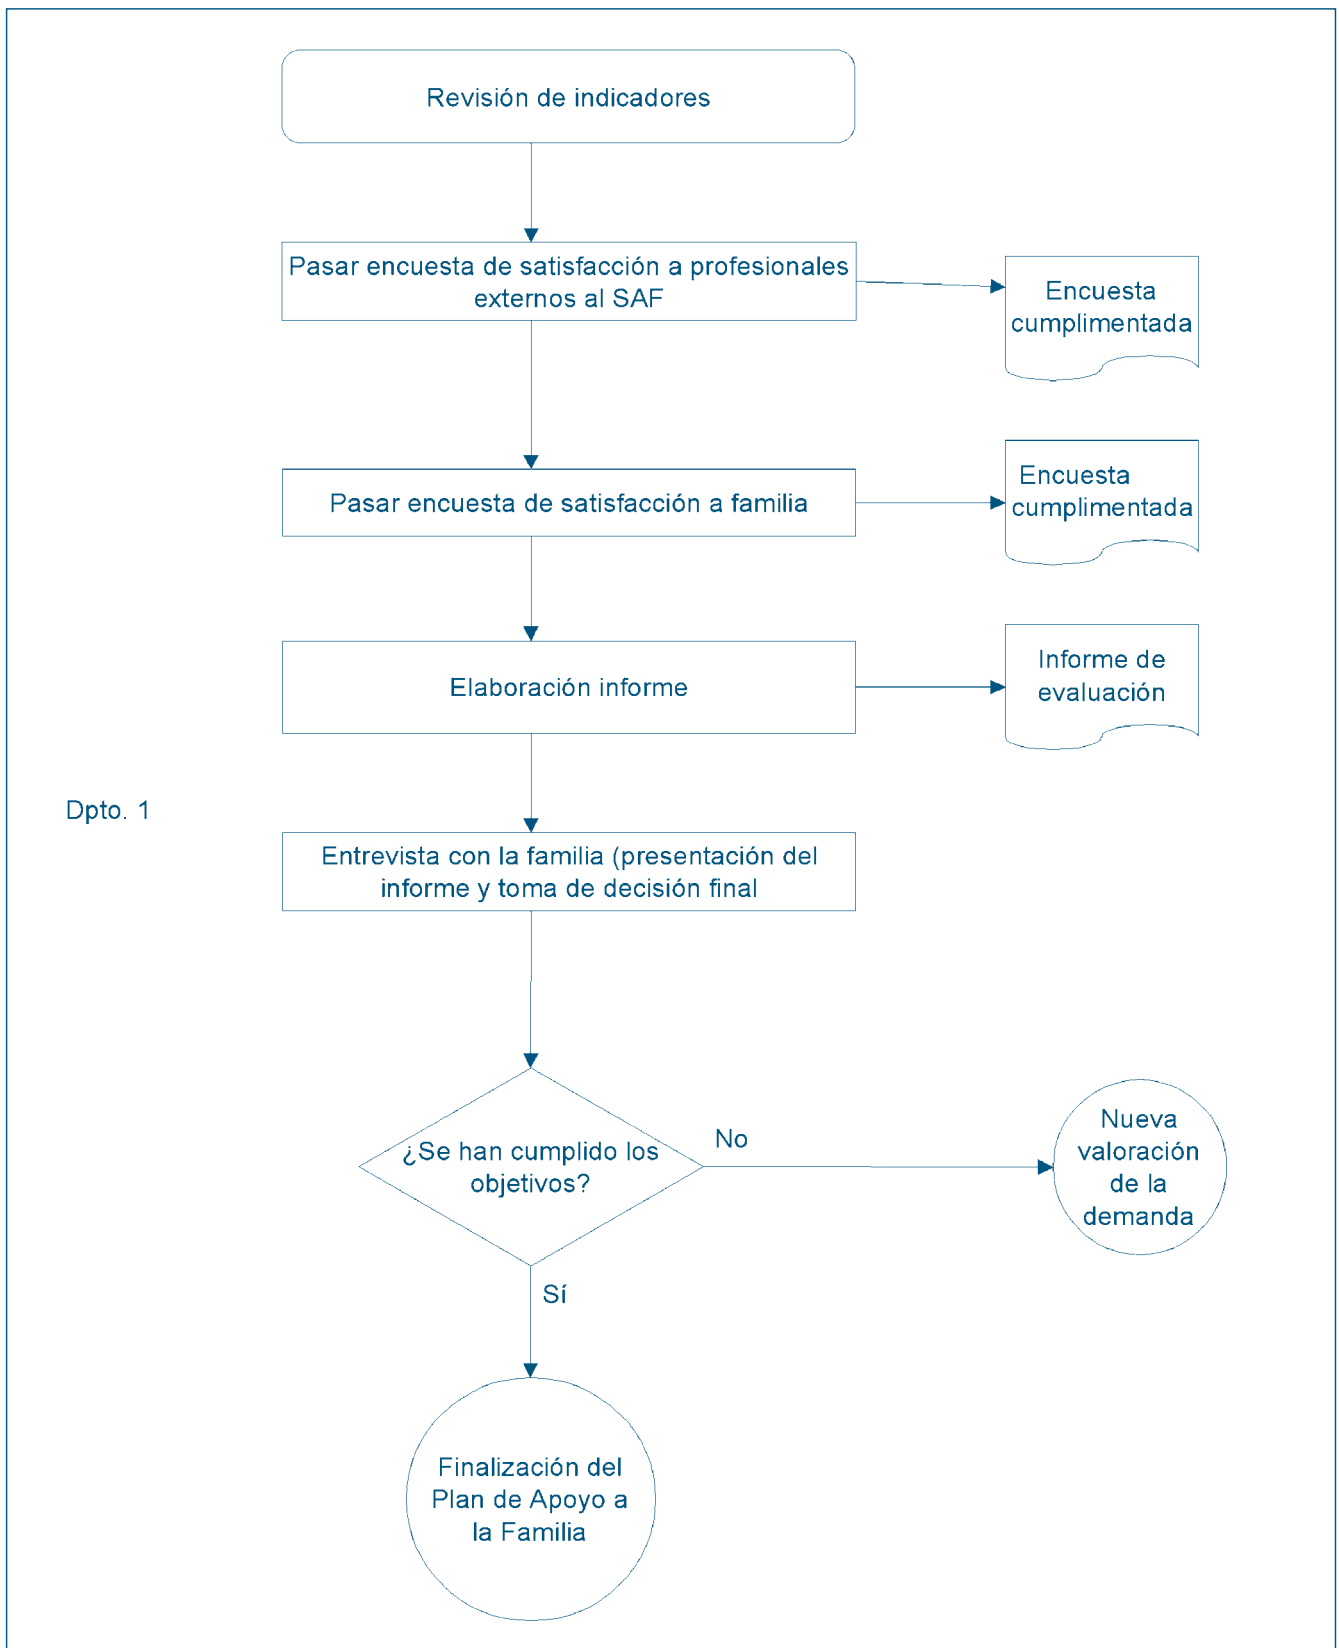 Revisión de indicadores
Pasar encuesta de satisfacción a profesionales
externos al SAF
Encuesta
cumplimentada
Pasar encuesta de satisfacción a familia
Encuesta
cumplimentada
Elaboración informe
Informe de
evaluación
Dpto. 1
Entrevista con la familia (presentación del
informe y toma de decisión final
¿Se han cumplido los
objetivos?
No
Nueva
valoración
de la
demanda
Sí
Finalización del
Plan de Apoyo a
la Familia